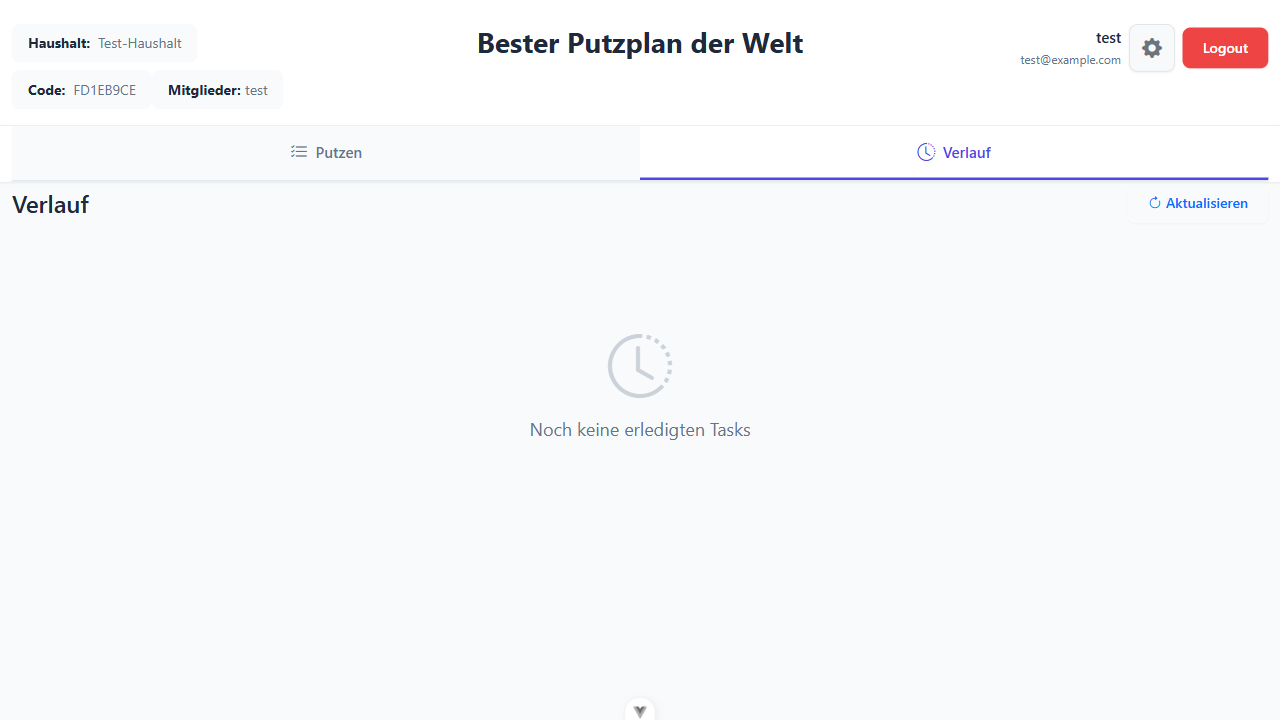 Haushalt: Test-Haushalt
Bester Putzplan der Welt
test
test@example.com
Logout
Code: FD1EB9CE
Mitglieder: test
Putzen
Verlauf
Verlauf
Aktualisieren
Noch keine erledigten Tasks